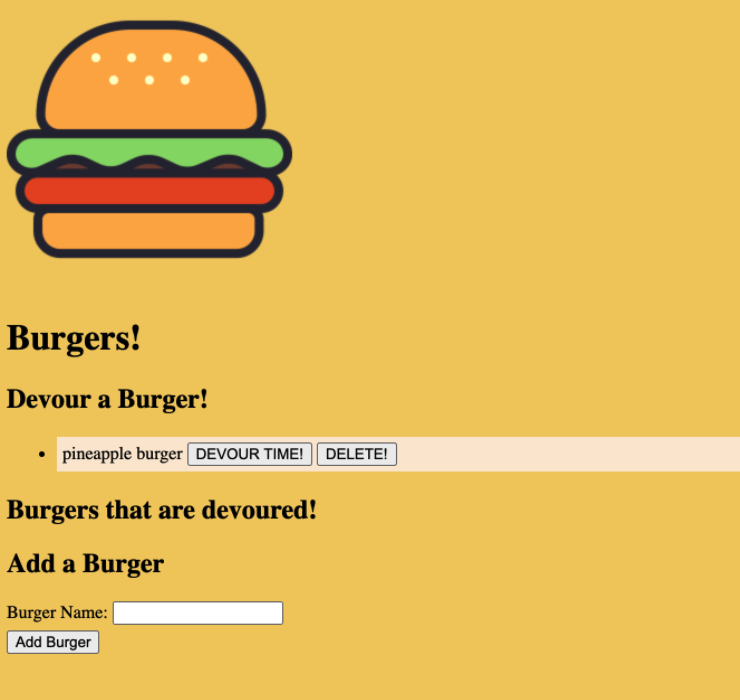 Burgers!
Devour a Burger!
pineapple burger DEVOUR TIME! DELETE!
Burgers that are devoured!
Add a Burger
Burger Name:
Add Burger